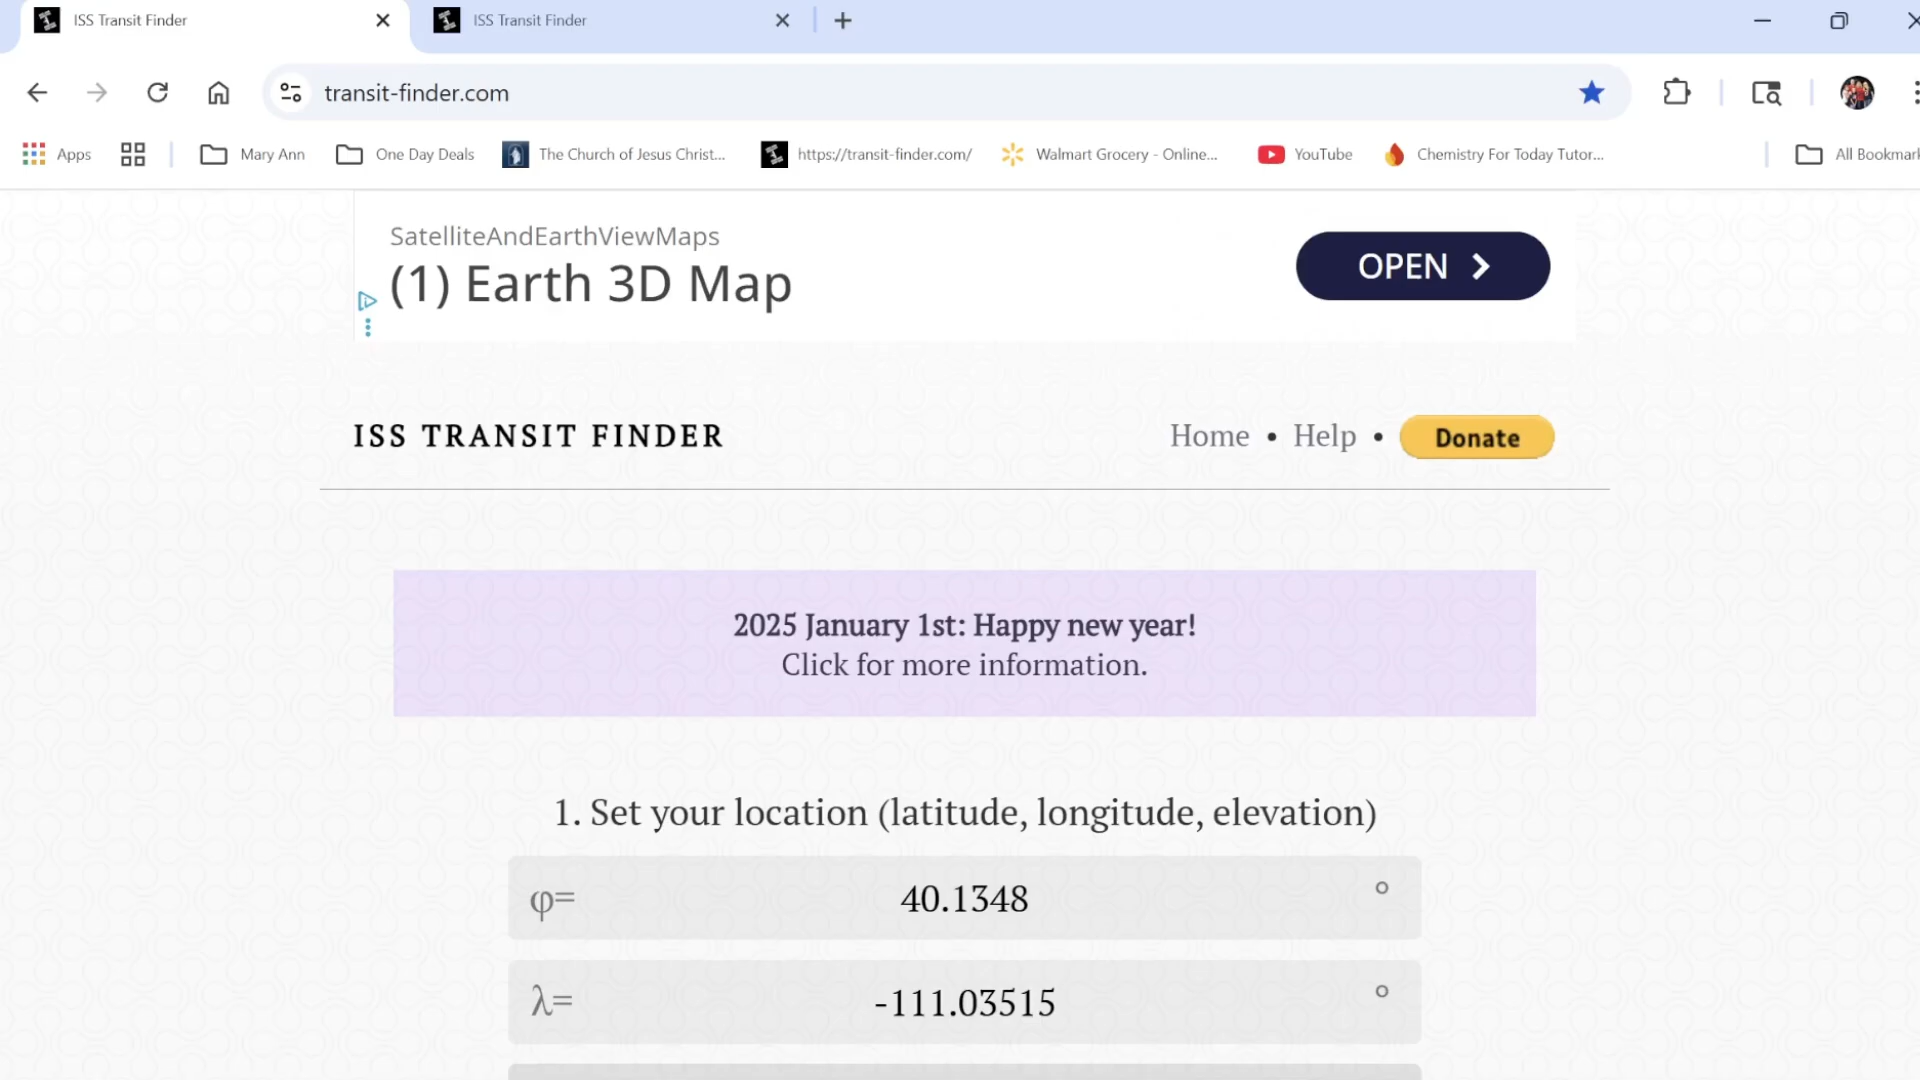 ISS Transit Finder
ISS Transit Finder
transit-finder.com
Apps
Mary Ann
One Day Deals
The Church of Jesus Christ...
https://transit-finder.com/
Walmart Grocery - Online...
YouTube
Chemistry For Today Tutor...
All Bookmark
SatelliteAndEarthViewMaps
(1) Earth 3D Map
OPEN
ISS TRANSIT FINDER
Home • Help •
Donate
2025 January 1st: Happy new year!
Click for more information.
1. Set your location (latitude, longitude, elevation)
φ= 40.1348 °
λ= -111.03515 °